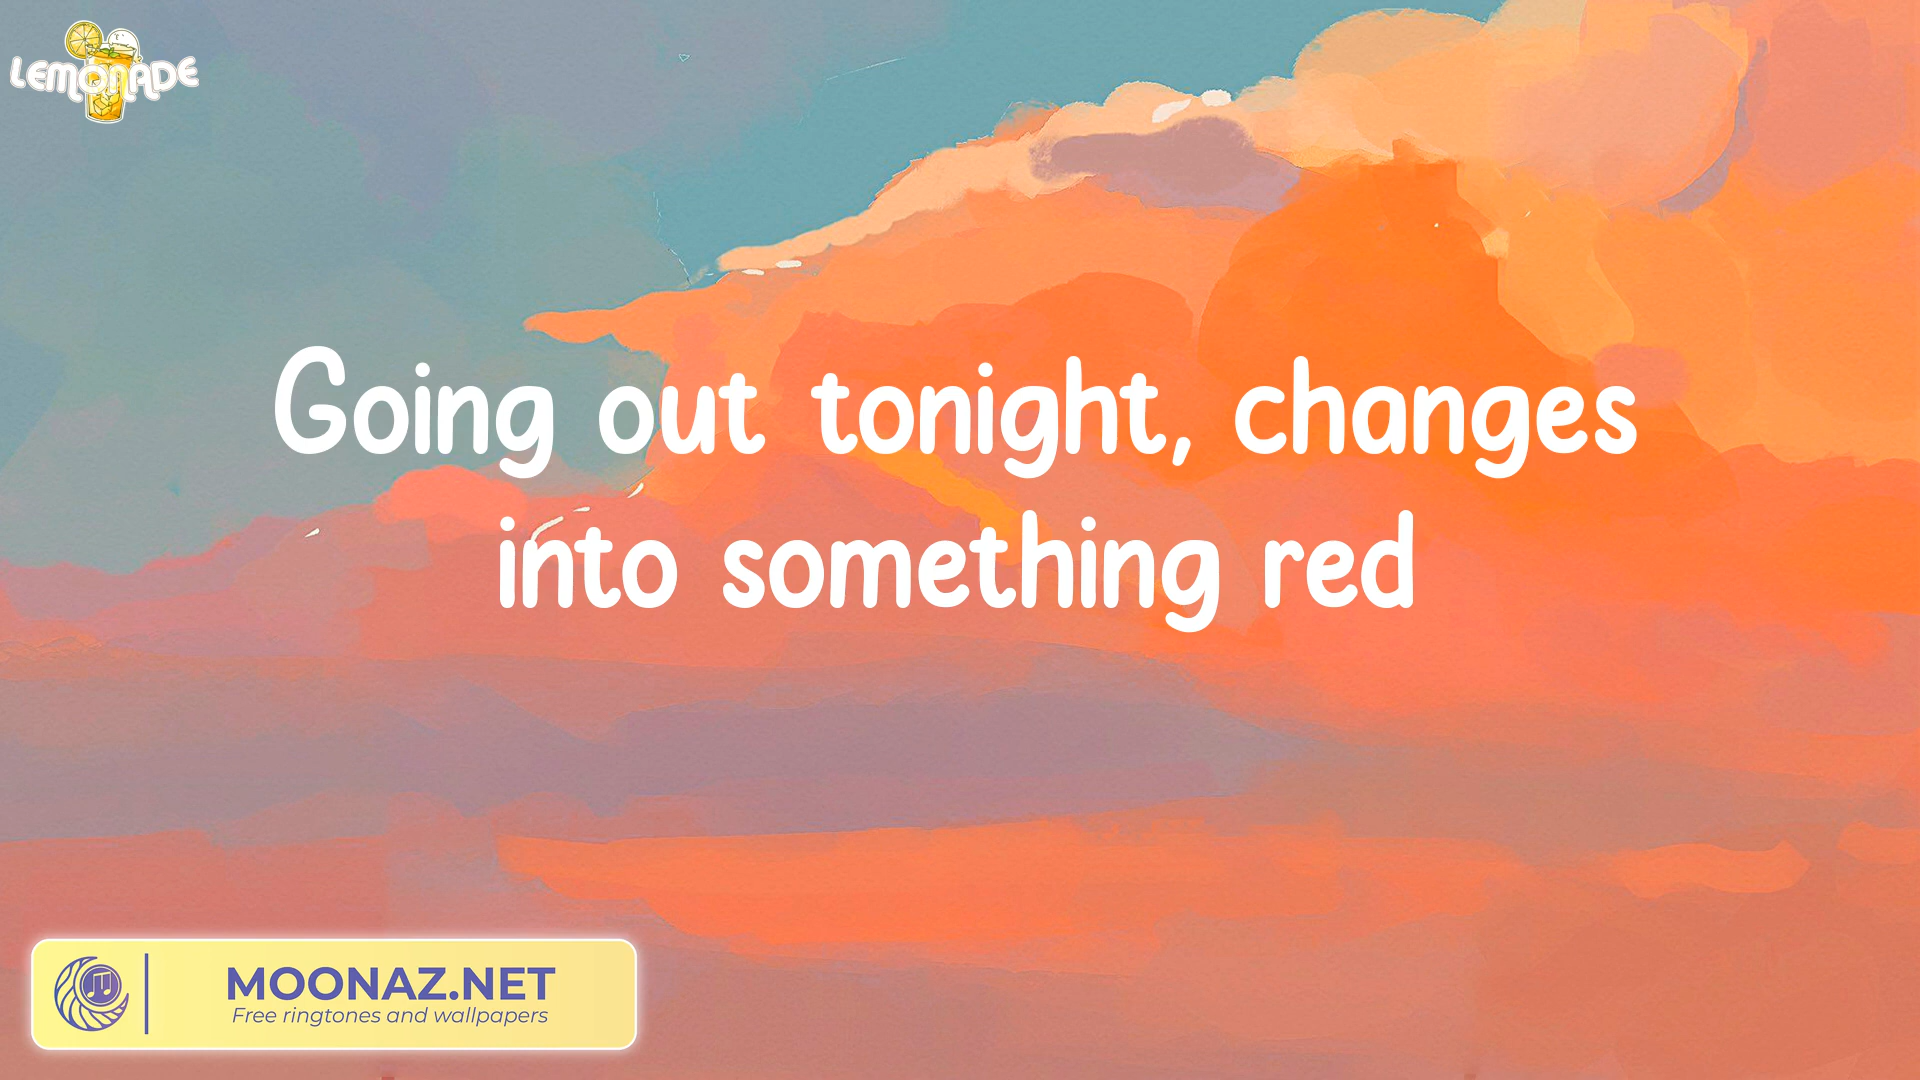 LEMONADE
Going out tonight, changes
into something red
MOONAZ.NET
Free ringtones and wallpapers